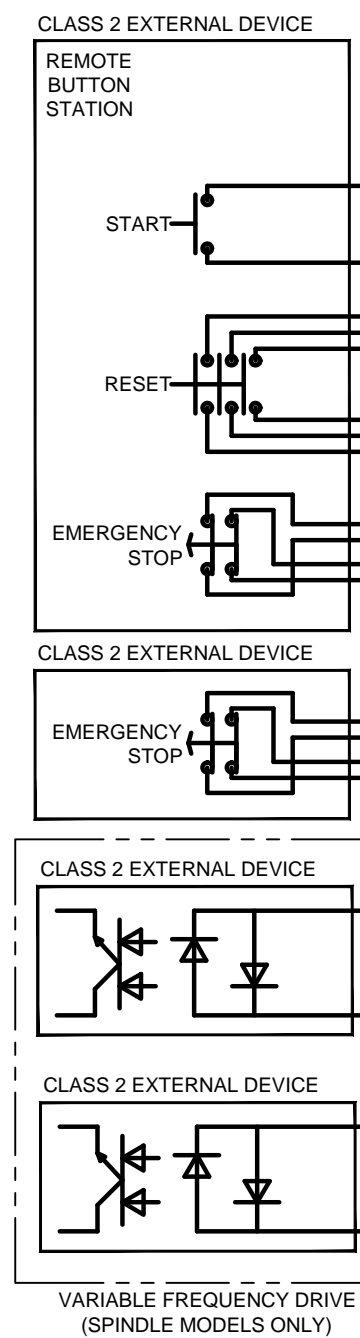 CLASS 2 EXTERNAL DEVICE
REMOTE
BUTTON
STATION
START
RESET
EMERGENCY
STOP
CLASS 2 EXTERNAL DEVICE
EMERGENCY
STOP
CLASS 2 EXTERNAL DEVICE
CLASS 2 EXTERNAL DEVICE
VARIABLE FREQUENCY DRIVE
(SPINDLE MODELS ONLY)